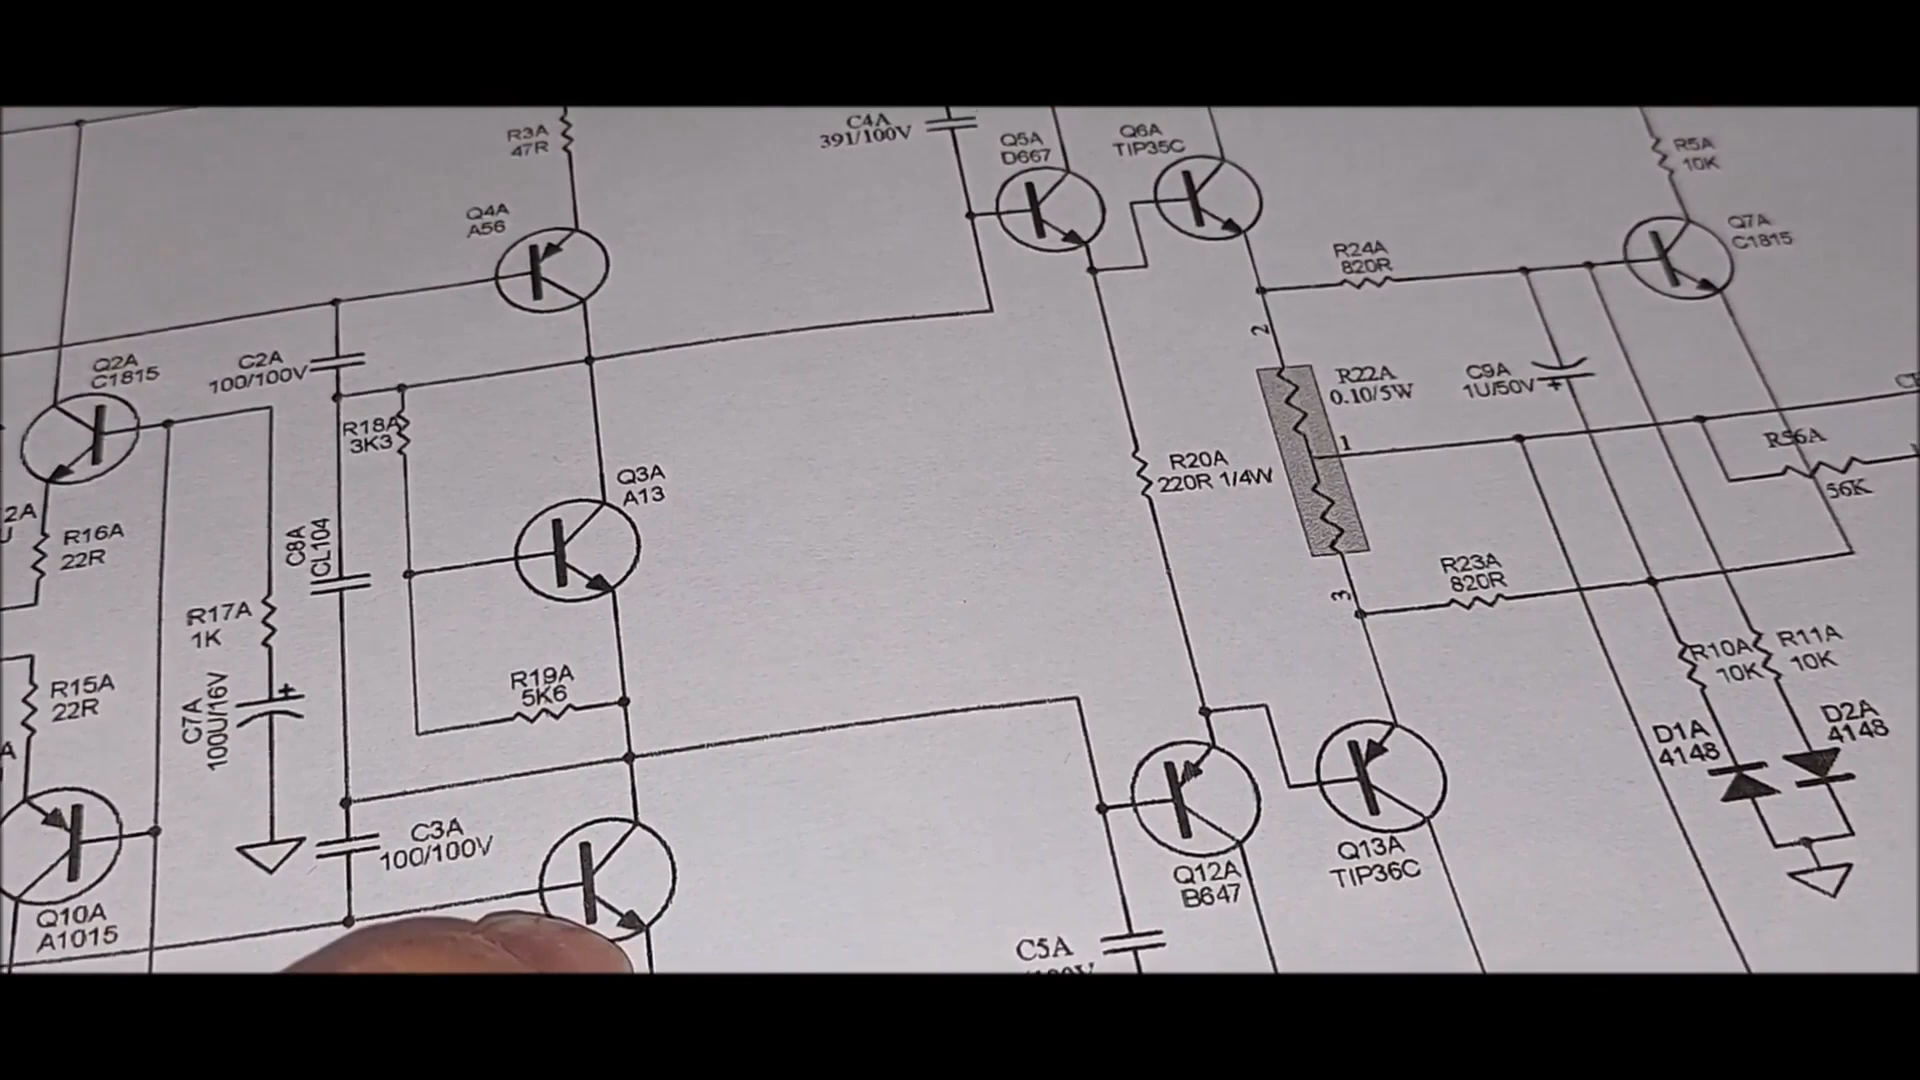 R3A
47R
C4A
391/100V
Q5A
D667
Q6A
TIP35C
R5A
10K
Q4A
A56
Q7A
C1815
R24A
820R
2
Q2A
C1815
C2A
100/100V
R22A
0.10/5W
C9A
1U/50V
+
R18A
3K3
1
R56A
56K
Q3A
A13
R20A
220R 1/4W
2A
R16A
22R
C8A
CL104
R23A
820R
3
R17A
1K
R10A
10K
R11A
10K
R15A
22R
C7A
100U/16V
+
R19A
5K6
D1A
4148
D2A
4148
A
C3A
100/100V
Q13A
TIP36C
Q12A
B647
Q10A
A1015
C5A